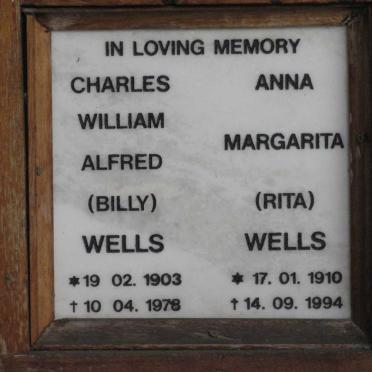 IN LOVING MEMORY
CHARLES ANNA
WILLIAM
MARGARITA
ALFRED
(BILLY) (RITA)
WELLS WELLS
* 19 02. 1903 * 17. 01. 1910
† 10 04. 1978 † 14. 09. 1994